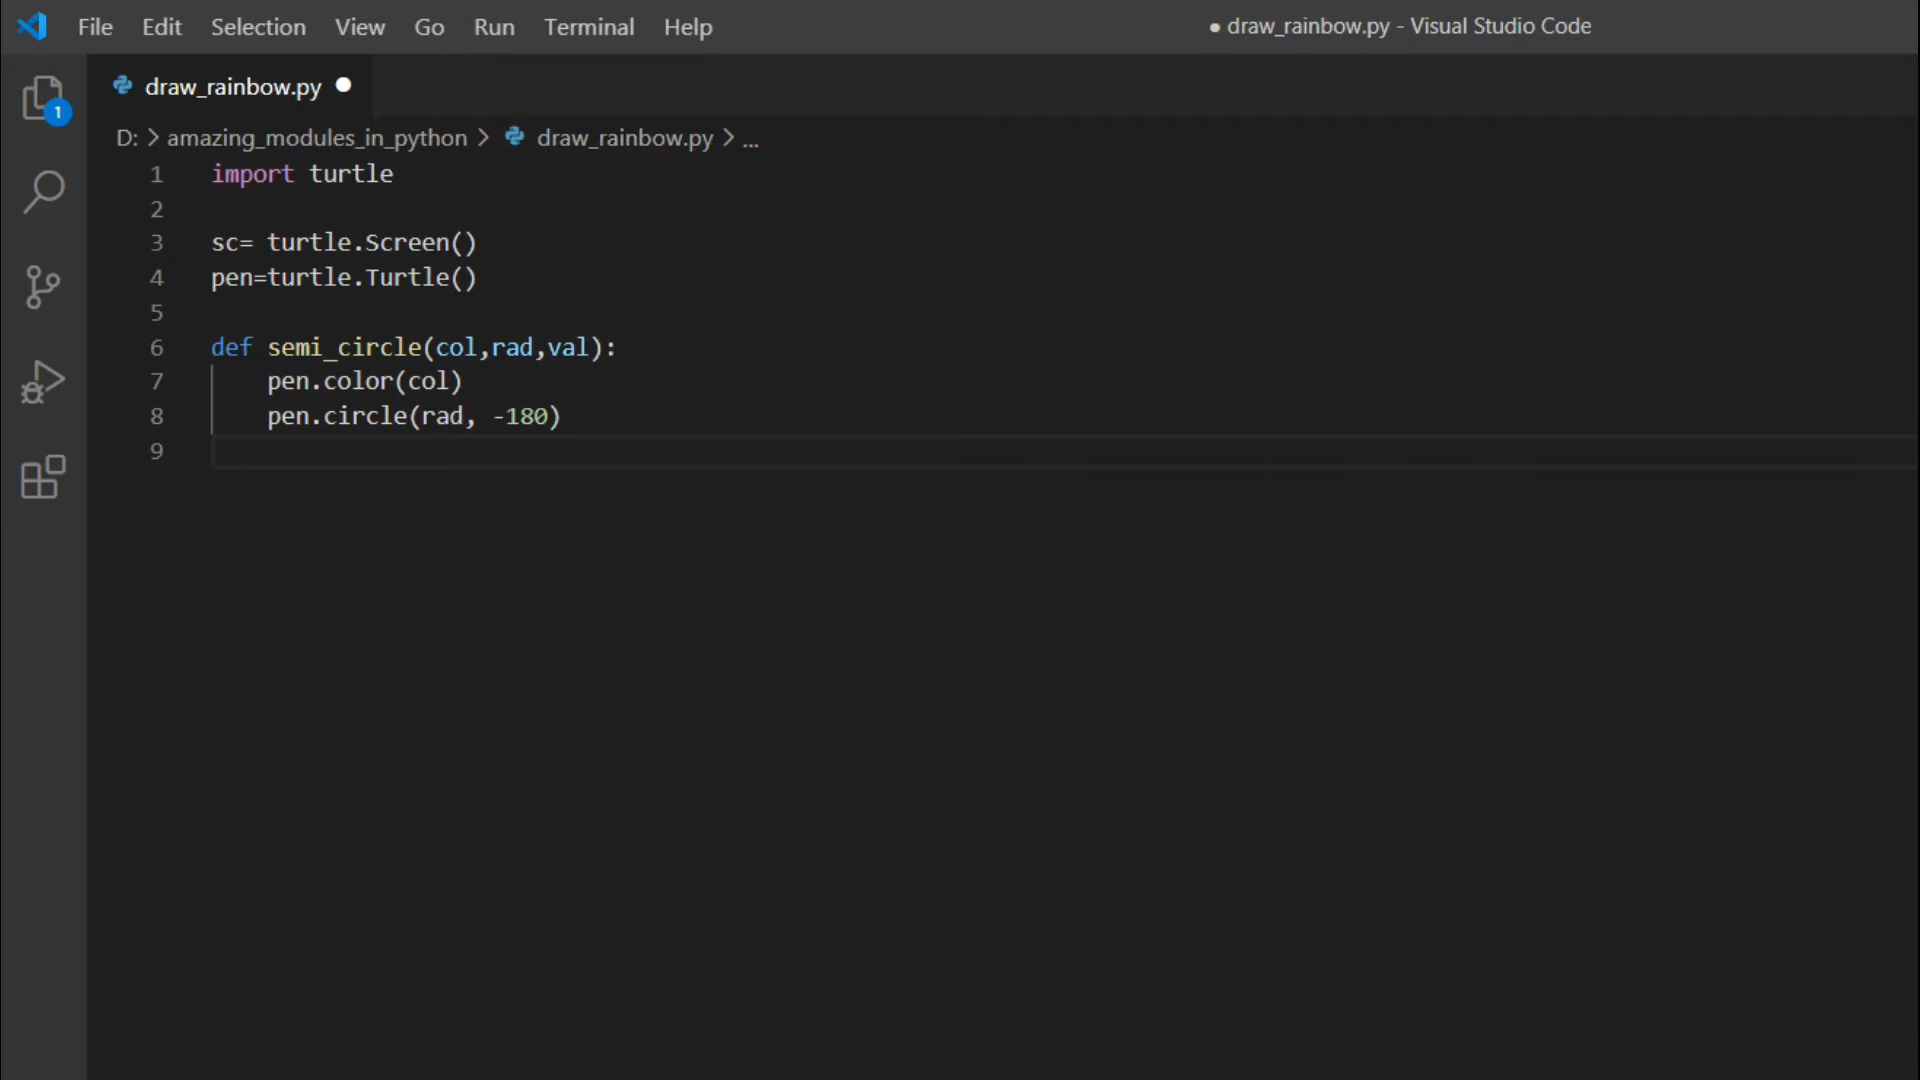 File Edit Selection View Go Run Terminal Help ● draw_rainbow.py - Visual Studio Code
draw_rainbow.py
1
D: > amazing_modules_in_python > draw_rainbow.py > ...
1 import turtle
2
3 sc= turtle.Screen()
4 pen=turtle.Turtle()
5
6 def semi_circle(col,rad,val):
7     pen.color(col)
8     pen.circle(rad, -180)
9